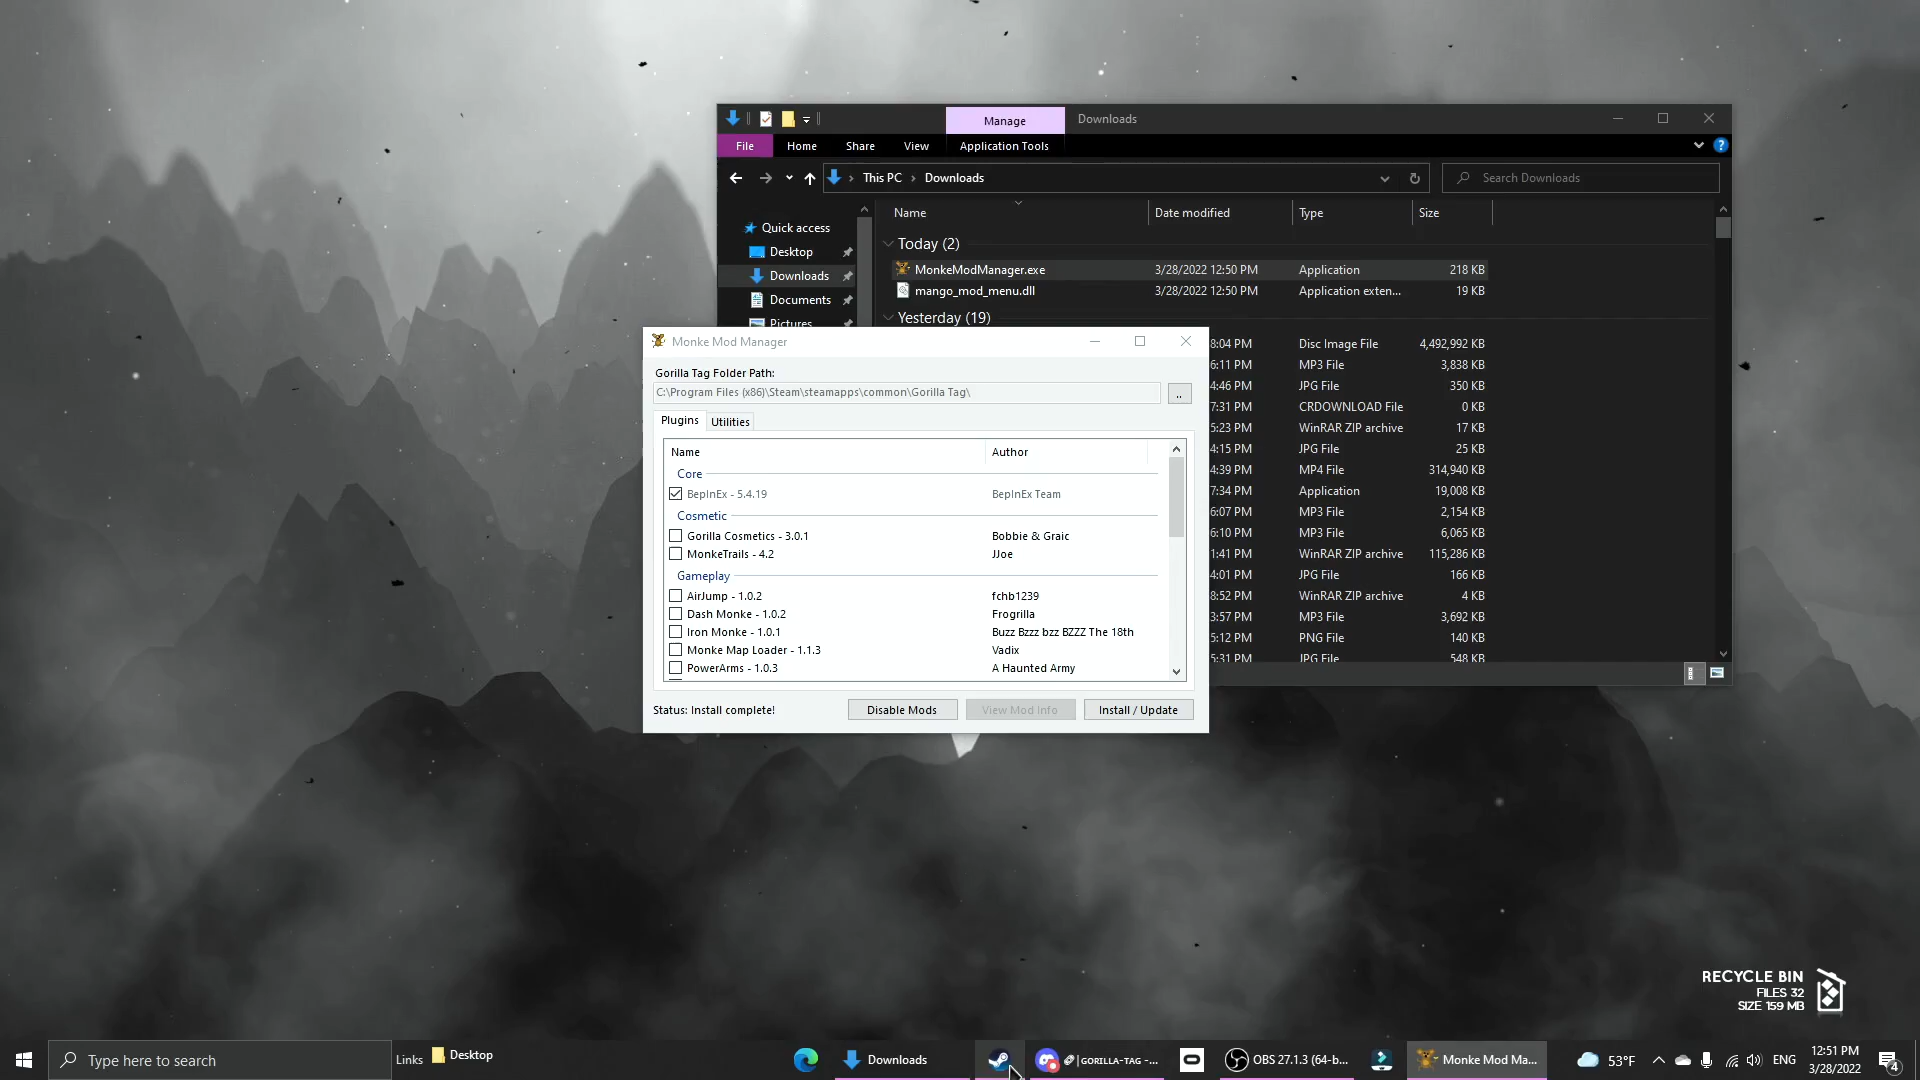 Manage
Downloads
File
Home
Share
View
Application Tools
This PC
Downloads
Search Downloads
Name
Date modified
Type
Size
Quick access
Desktop
Downloads
Documents
Pictures
Today (2)
MonkeModManager.exe 3/28/2022 12:50 PM Application 218 KB
mango_mod_menu.dll 3/28/2022 12:50 PM Application exten... 19 KB
Yesterday (19)
8:04 PM Disc Image File 4,492,992 KB
6:11 PM MP3 File 3,838 KB
4:46 PM JPG File 350 KB
7:31 PM CRDOWNLOAD File 0 KB
5:23 PM WinRAR ZIP archive 17 KB
4:15 PM JPG File 25 KB
4:39 PM MP4 File 314,940 KB
7:34 PM Application 19,008 KB
6:07 PM MP3 File 2,154 KB
6:10 PM MP3 File 6,065 KB
1:41 PM WinRAR ZIP archive 115,286 KB
4:01 PM JPG File 166 KB
8:52 PM WinRAR ZIP archive 4 KB
3:57 PM MP3 File 3,692 KB
5:12 PM PNG File 140 KB
5:31 PM JPG File 548 KB
Monke Mod Manager
Gorilla Tag Folder Path:
C:\Program Files (x86)\Steam\steamapps\common\Gorilla Tag\
..
Plugins
Utilities
Name Author
Core
BepInEx - 5.4.19 BepInEx Team
Cosmetic
Gorilla Cosmetics - 3.0.1 Bobbie & Graic
MonkeTrails - 4.2 JJoe
Gameplay
AirJump - 1.0.2 fchb1239
Dash Monke - 1.0.2 Frogrilla
Iron Monke - 1.0.1 Buzz Bzzz bzz BZZZ The 18th
Monke Map Loader - 1.1.3 Vadix
PowerArms - 1.0.3 A Haunted Army
Status: Install complete!
Disable Mods
View Mod Info
Install / Update
RECYCLE BIN
FILES 32
SIZE 159 MB
Type here to search
Links
Desktop
Downloads
|GORILLA-TAG -...
OBS 27.1.3 (64-b...
Monke Mod Ma...
53°F
ENG
12:51 PM
3/28/2022
4